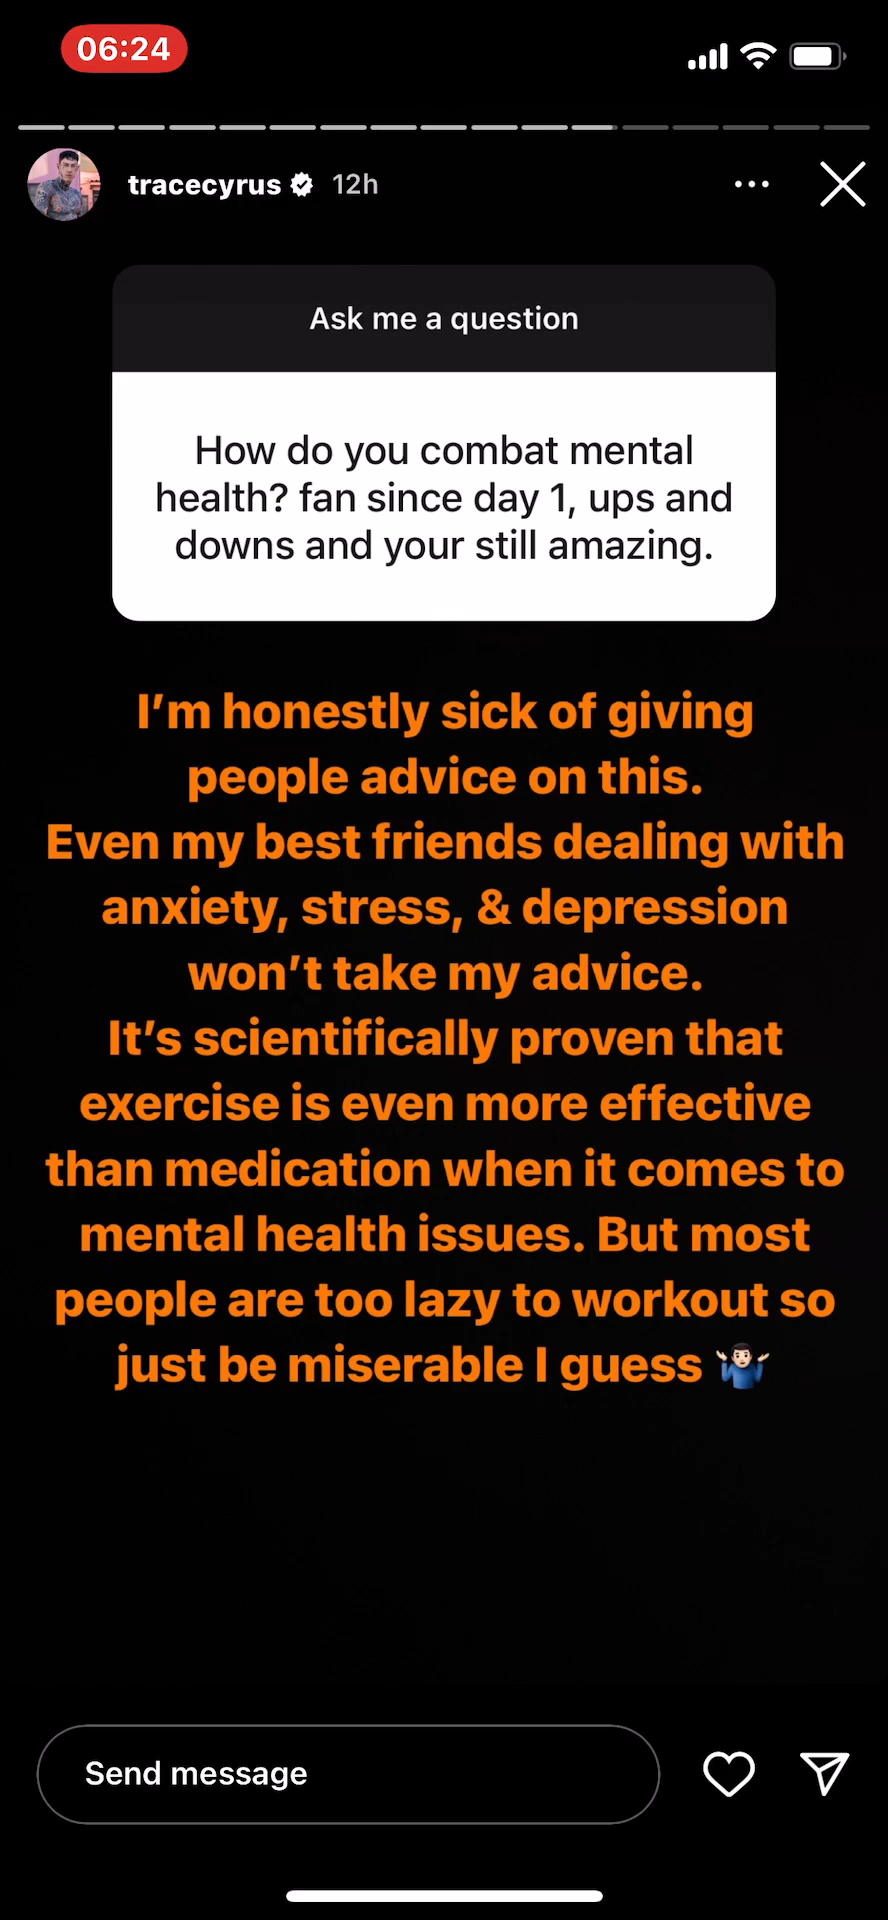 06:24
tracecyrus 12h
Ask me a question
How do you combat mental
health? fan since day 1, ups and
downs and your still amazing.
I'm honestly sick of giving
people advice on this.
Even my best friends dealing with
anxiety, stress, & depression
won't take my advice.
It's scientifically proven that
exercise is even more effective
than medication when it comes to
mental health issues. But most
people are too lazy to workout so
just be miserable I guess 🤷🏻‍♂️
Send message